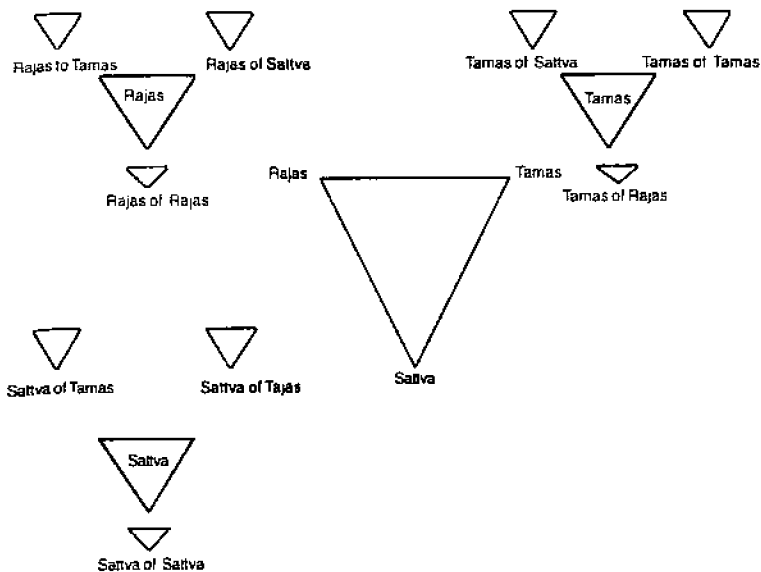 Rajas to Tamas
Rajas of Sattva
Tamas of Sattva
Tamas of Tamas
Rajas
Tamas
Rajas of Rajas
Rajas
Tamas
Tamas of Rajas
Sattva of Tamas
Sattva of Tajas
Sattva
Sattva
Sattva of Sattva